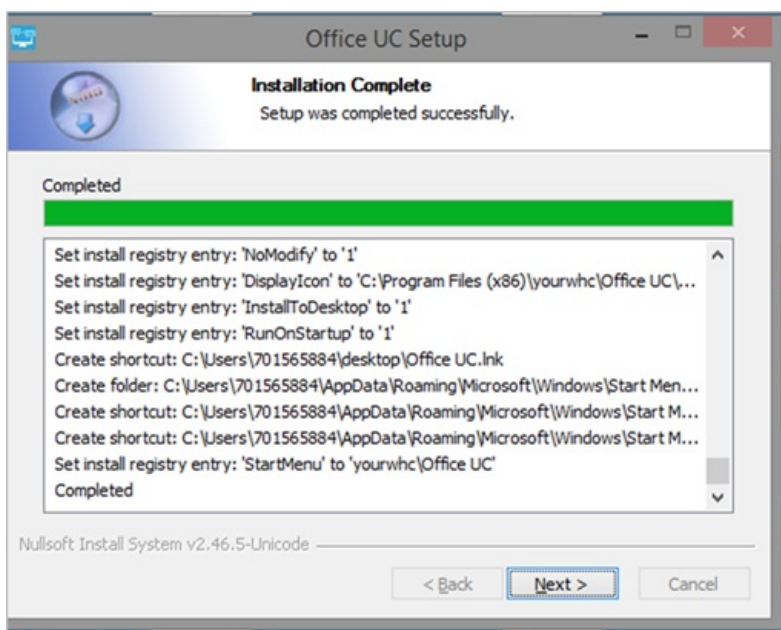 Office UC Setup
Installation Complete
Setup was completed successfully.
Completed
Set install registry entry: 'NoModify' to '1'
Set install registry entry: 'DisplayIcon' to 'C:\Program Files (x86)\yourwhc\Office UC\...
Set install registry entry: 'InstallToDesktop' to '1'
Set install registry entry: 'RunOnStartup' to '1'
Create shortcut: C:\Users\701565884\desktop\Office UC.lnk
Create folder: C:\Users\701565884\AppData\Roaming\Microsoft\Windows\Start Men...
Create shortcut: C:\Users\701565884\AppData\Roaming\Microsoft\Windows\Start M...
Create shortcut: C:\Users\701565884\AppData\Roaming\Microsoft\Windows\Start M...
Set install registry entry: 'StartMenu' to 'yourwhc\Office UC'
Completed
Nullsoft Install System v2.46.5-Unicode
< Back Next > Cancel